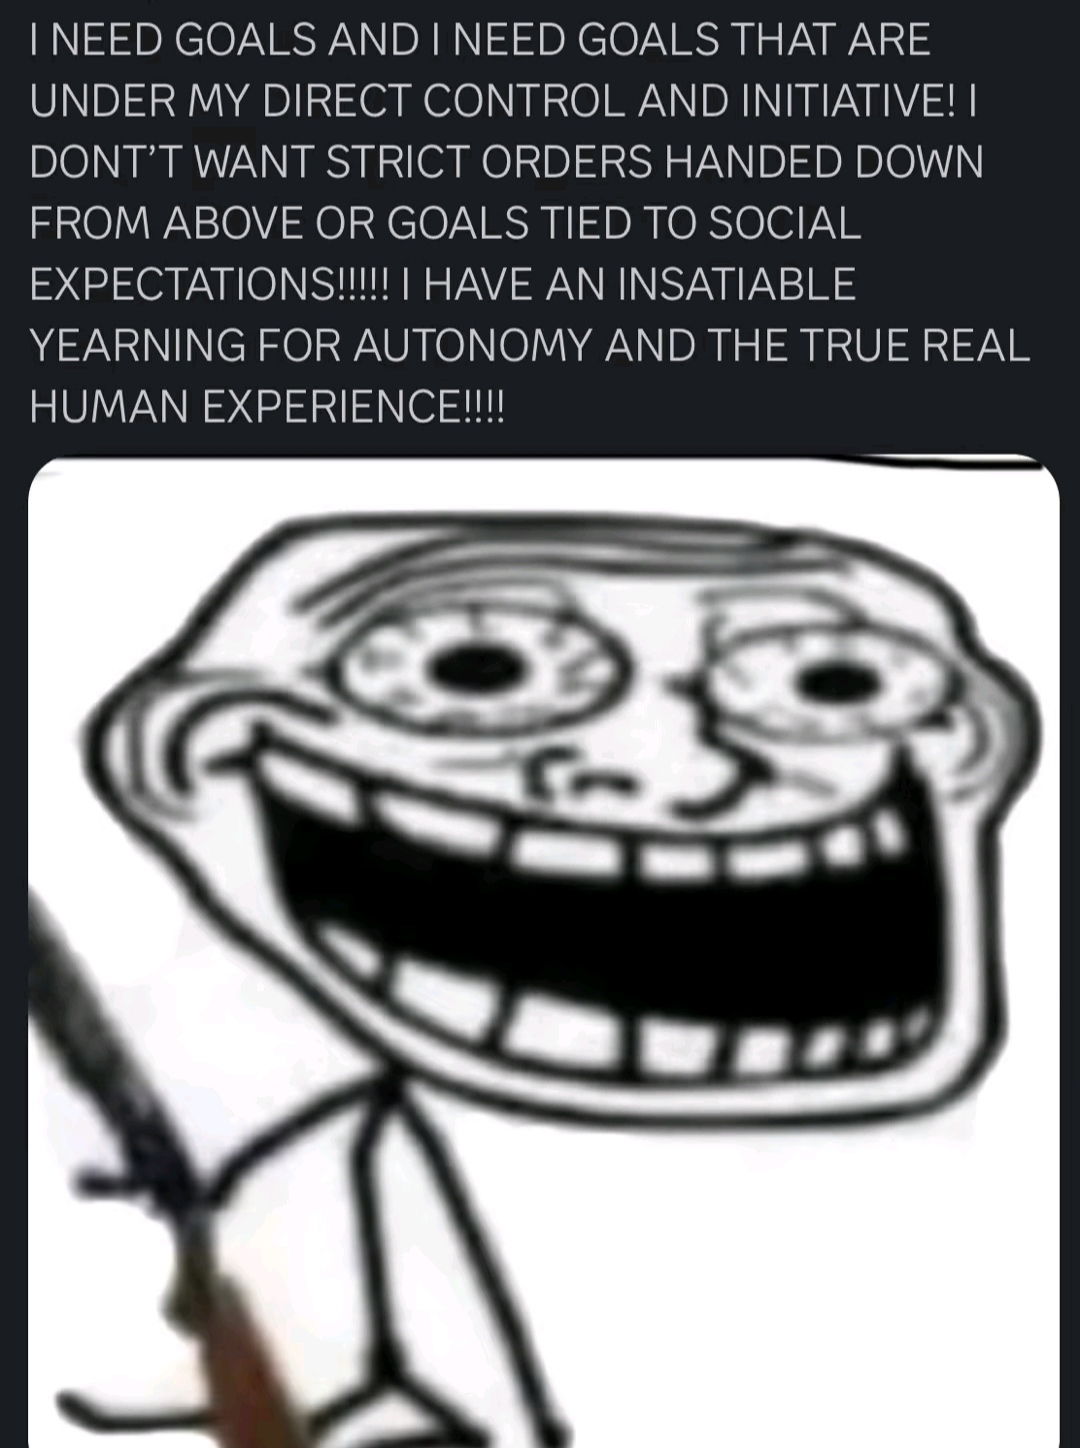 I NEED GOALS AND I NEED GOALS THAT ARE
UNDER MY DIRECT CONTROL AND INITIATIVE! I
DONT'T WANT STRICT ORDERS HANDED DOWN
FROM ABOVE OR GOALS TIED TO SOCIAL
EXPECTATIONS!!!!! I HAVE AN INSATIABLE
YEARNING FOR AUTONOMY AND THE TRUE REAL
HUMAN EXPERIENCE!!!!